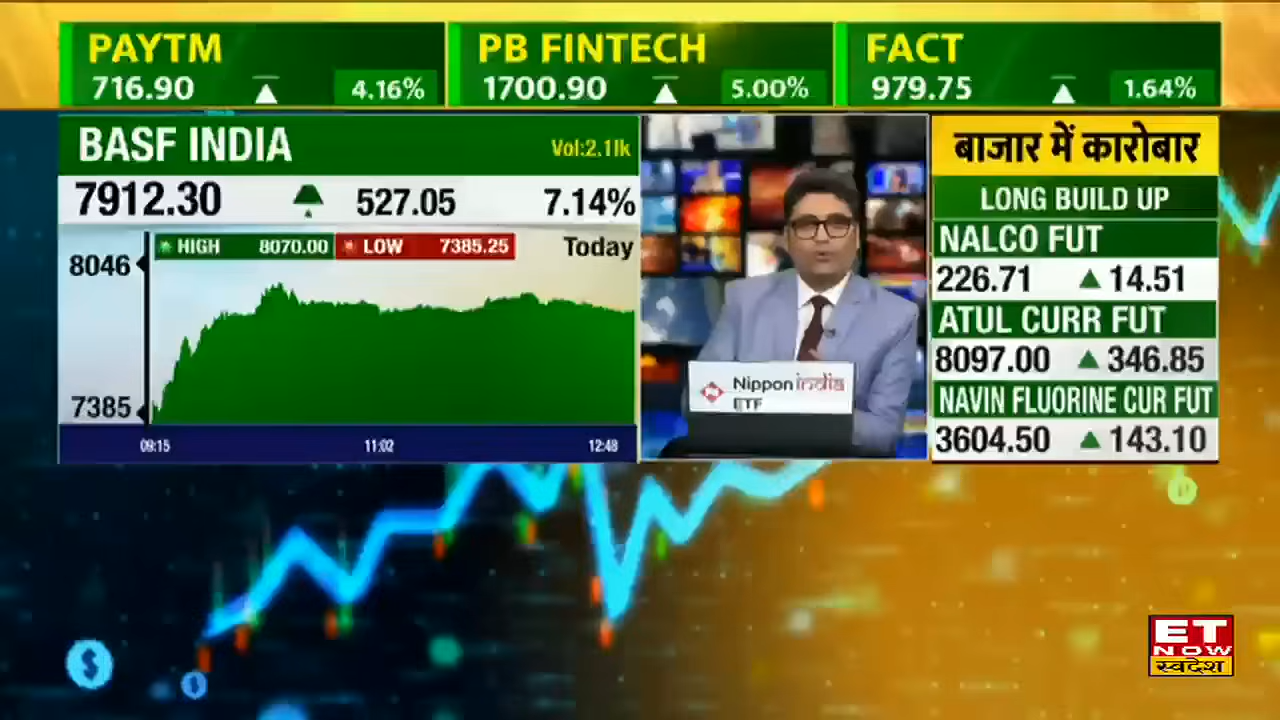 PAYTM
716.90 4.16%
PB FINTECH
1700.90 5.00%
FACT
979.75 1.64%
BASF INDIA Vol:2.1lk
7912.30 527.05 7.14%
HIGH 8070.00 LOW 7385.25 Today
8046
7385
09:15 11:02 12:48
Nippon india
ETF
बाजार में कारोबार
LONG BUILD UP
NALCO FUT
226.71 14.51
ATUL CURR FUT
8097.00 346.85
NAVIN FLUORINE CUR FUT
3604.50 143.10
ET
NOW
स्वदेश